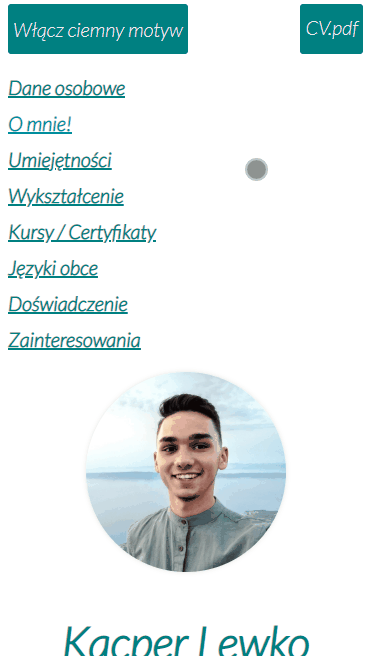 Włącz ciemny motyw
CV.pdf
Dane osobowe
O mnie!
Umiejętności
Wykształcenie
Kursy / Certyfikaty
Języki obce
Doświadczenie
Zainteresowania
Kacper Lewko